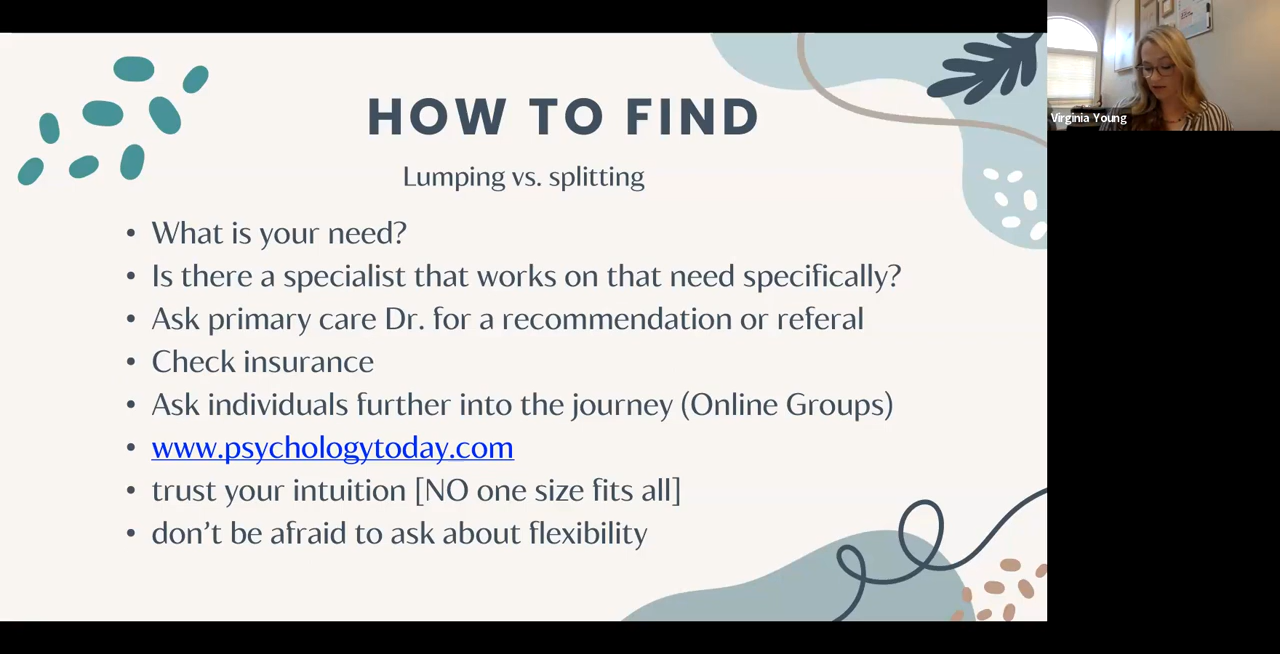 HOW TO FIND
Lumping vs. splitting
• What is your need?
• Is there a specialist that works on that need specifically?
• Ask primary care Dr. for a recommendation or referal
• Check insurance
• Ask individuals further into the journey (Online Groups)
• www.psychologytoday.com
• trust your intuition [NO one size fits all]
• don't be afraid to ask about flexibility
Virginia Young